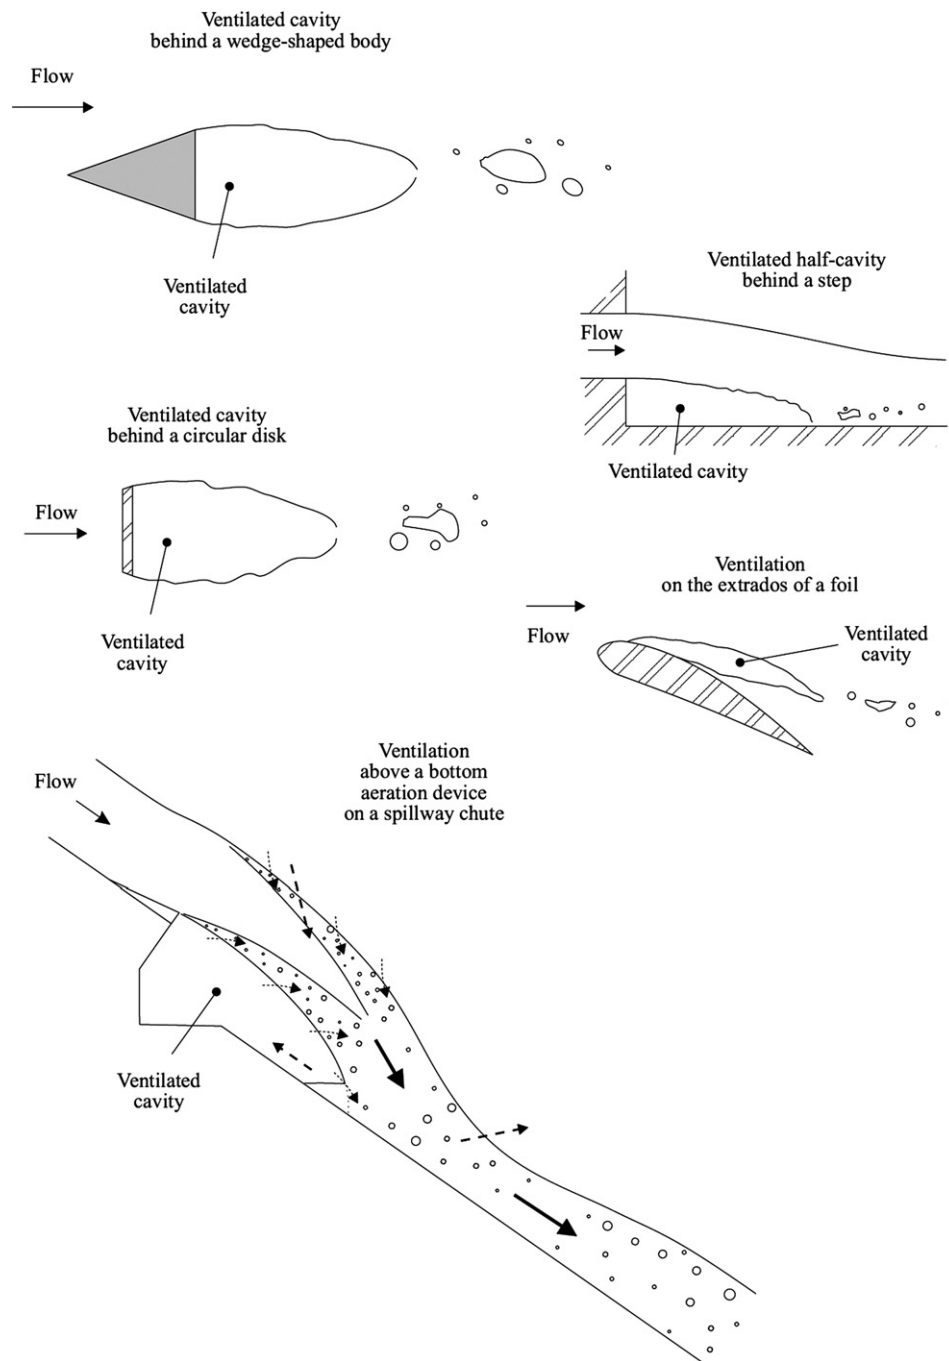 Ventilated cavity
behind a wedge-shaped body
Flow
Ventilated
cavity
Ventilated half-cavity
behind a step
Flow
Ventilated cavity
Ventilated cavity
behind a circular disk
Flow
Ventilated
cavity
Ventilation
on the extrados of a foil
Flow
Ventilated
cavity
Ventilation
above a bottom
aeration device
on a spillway chute
Flow
Ventilated
cavity